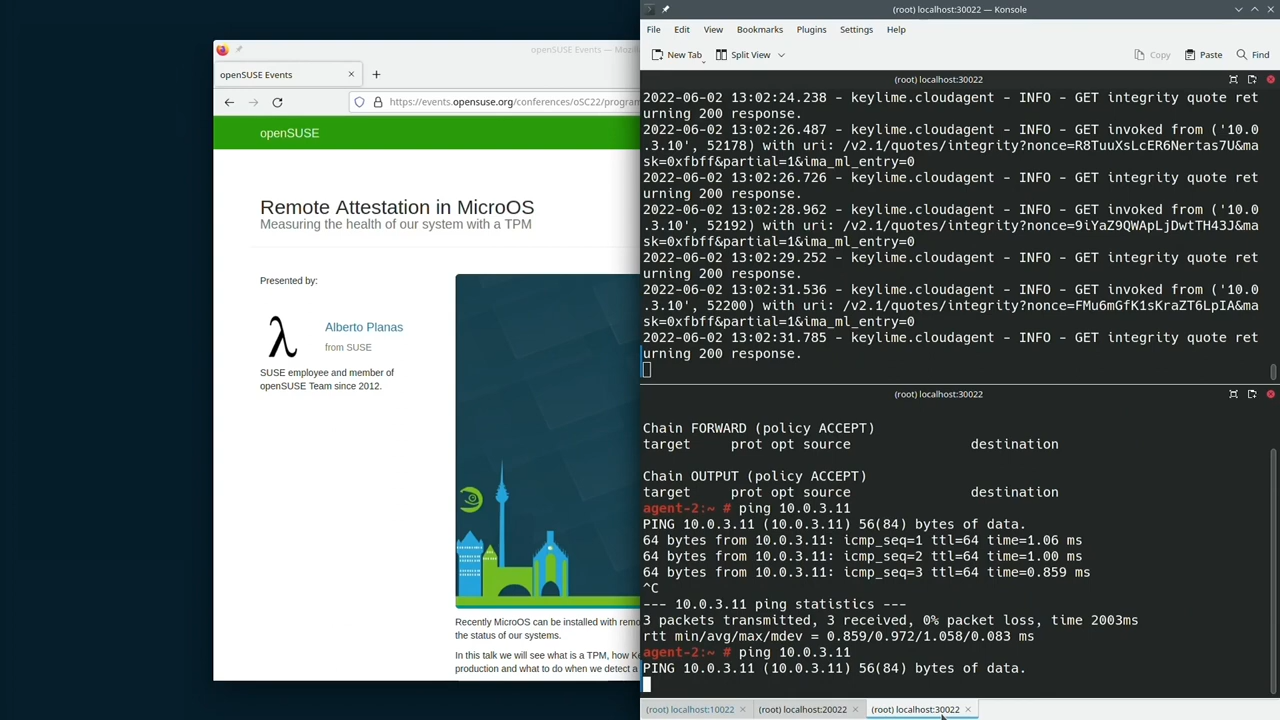 (root) localhost:30022 — Konsole
File Edit View Bookmarks Plugins Settings Help
New Tab Split View Copy Paste Find
openSUSE Events — Mozill
openSUSE Events
https://events.opensuse.org/conferences/oSC22/program
openSUSE
Remote Attestation in MicroOS
Measuring the health of our system with a TPM
Presented by:
Alberto Planas
from SUSE
SUSE employee and member of
openSUSE Team since 2012.
Recently MicroOS can be installed with remo
the status of our systems.
In this talk we will see what is a TPM, how Ke
production and what to do when we detect a
(root) localhost:30022
2022-06-02 13:02:24.238 - keylime.cloudagent - INFO - GET integrity quote ret
urning 200 response.
2022-06-02 13:02:26.487 - keylime.cloudagent - INFO - GET invoked from ('10.0
.3.10', 52178) with uri: /v2.1/quotes/integrity?nonce=R8TuuXsLcER6Nertas7U&ma
sk=0xfbff&partial=1&ima_ml_entry=0
2022-06-02 13:02:26.726 - keylime.cloudagent - INFO - GET integrity quote ret
urning 200 response.
2022-06-02 13:02:28.962 - keylime.cloudagent - INFO - GET invoked from ('10.0
.3.10', 52192) with uri: /v2.1/quotes/integrity?nonce=9iYaZ9QWApLjDwtTH43J&ma
sk=0xfbff&partial=1&ima_ml_entry=0
2022-06-02 13:02:29.252 - keylime.cloudagent - INFO - GET integrity quote ret
urning 200 response.
2022-06-02 13:02:31.536 - keylime.cloudagent - INFO - GET invoked from ('10.0
.3.10', 52200) with uri: /v2.1/quotes/integrity?nonce=FMu6mGfK1sKraZT6LpIA&ma
sk=0xfbff&partial=1&ima_ml_entry=0
2022-06-02 13:02:31.785 - keylime.cloudagent - INFO - GET integrity quote ret
urning 200 response.
(root) localhost:30022
Chain FORWARD (policy ACCEPT)
target prot opt source destination
Chain OUTPUT (policy ACCEPT)
target prot opt source destination
agent-2:~ # ping 10.0.3.11
PING 10.0.3.11 (10.0.3.11) 56(84) bytes of data.
64 bytes from 10.0.3.11: icmp_seq=1 ttl=64 time=1.06 ms
64 bytes from 10.0.3.11: icmp_seq=2 ttl=64 time=1.00 ms
64 bytes from 10.0.3.11: icmp_seq=3 ttl=64 time=0.859 ms
^C
--- 10.0.3.11 ping statistics ---
3 packets transmitted, 3 received, 0% packet loss, time 2003ms
rtt min/avg/max/mdev = 0.859/0.972/1.058/0.083 ms
agent-2:~ # ping 10.0.3.11
PING 10.0.3.11 (10.0.3.11) 56(84) bytes of data.
(root) localhost:10022 (root) localhost:20022 (root) localhost:30022